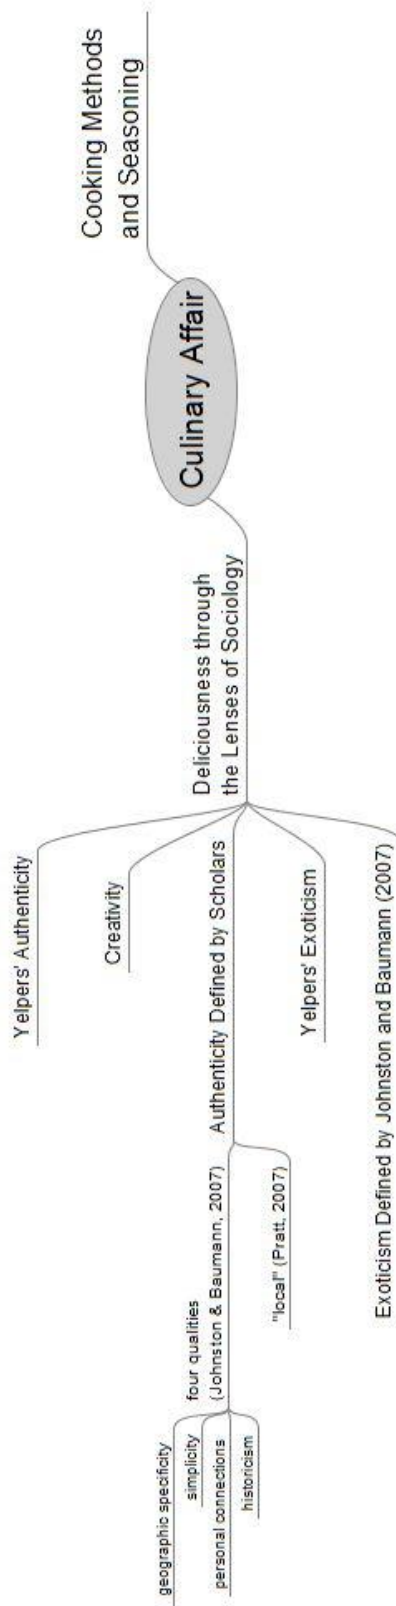 Cooking Methods
and Seasoning
Culinary Affair
Deliciousness through
the Lenses of Sociology
Yelpers' Authenticity
Creativity
Authenticity Defined by Scholars
four qualities
(Johnston & Baumann, 2007)
geographic specificity
simplicity
personal connections
historicism
"local" (Pratt, 2007)
Yelpers' Exoticism
Exoticism Defined by Johnston and Baumann (2007)